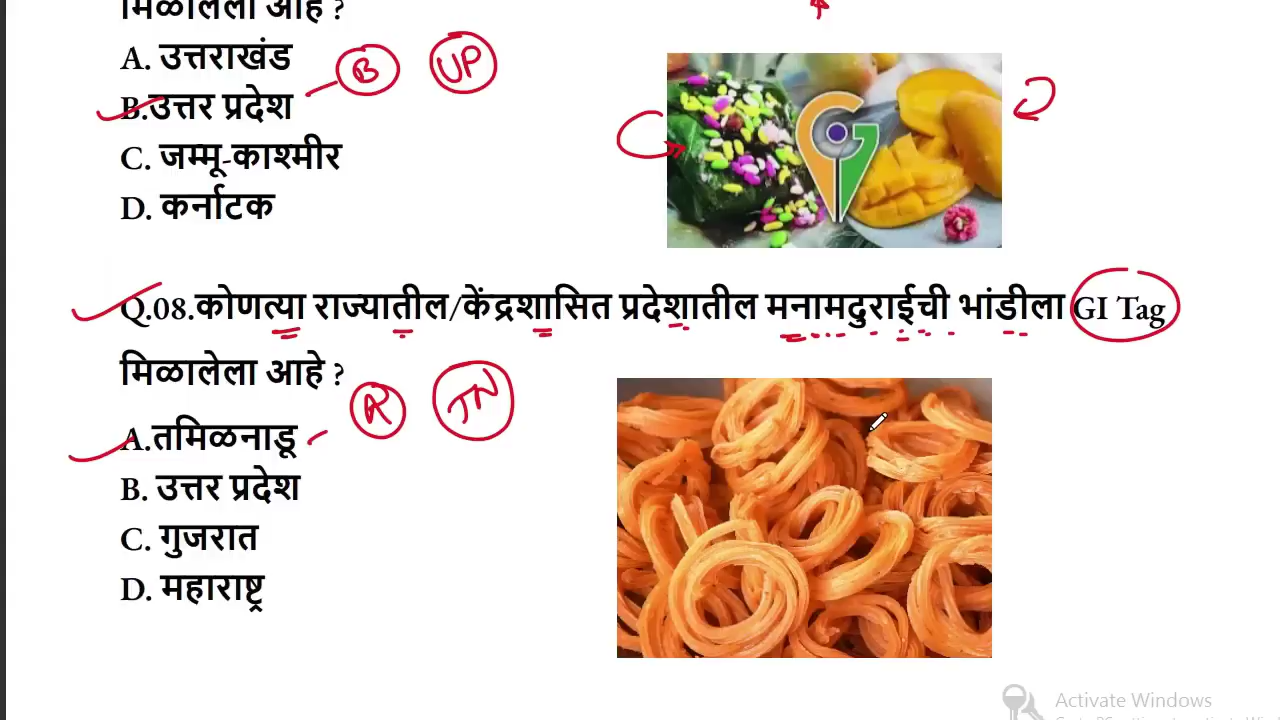 मिळालेला आहे ?
A. उत्तराखंड
B UP
B.उत्तर प्रदेश
C. जम्मू-काश्मीर
D. कर्नाटक
Q.08.कोणत्या राज्यातील/केंद्रशासित प्रदेशातील मनामदुराईची भांडीला GI Tag
मिळालेला आहे ?
TN
A.तमिळनाडू
B. उत्तर प्रदेश
C. गुजरात
D. महाराष्ट्र
Activate Windows